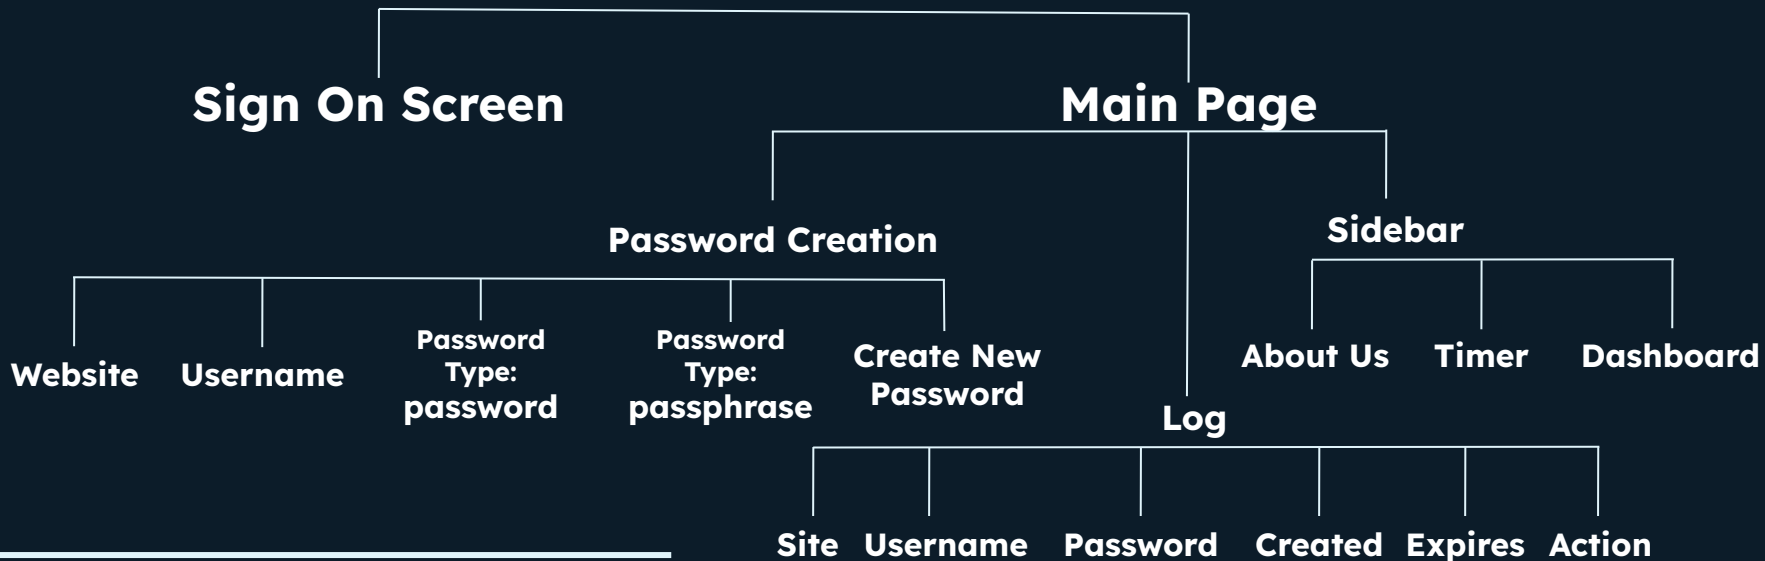 Sign On Screen
Main Page
Password Creation
Sidebar
Website
Username
Password
Type:
password
Password
Type:
passphrase
Create New
Password
About Us
Timer
Dashboard
Log
Site
Username
Password
Created
Expires
Action